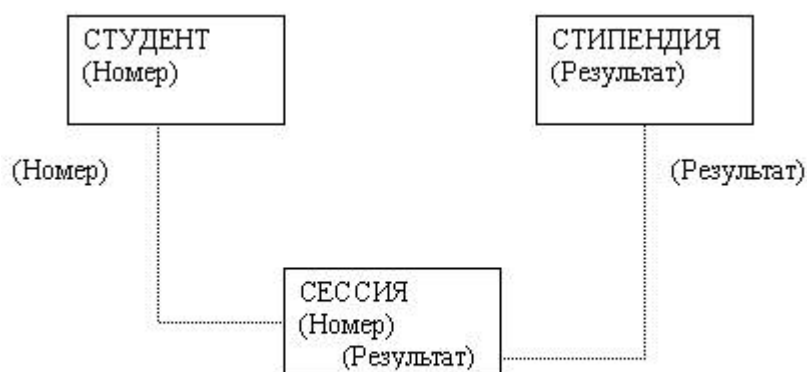 СТУДЕНТ
(Номер)
СТИПЕНДИЯ
(Результат)
(Номер)
(Результат)
СЕССИЯ
(Номер)
(Результат)